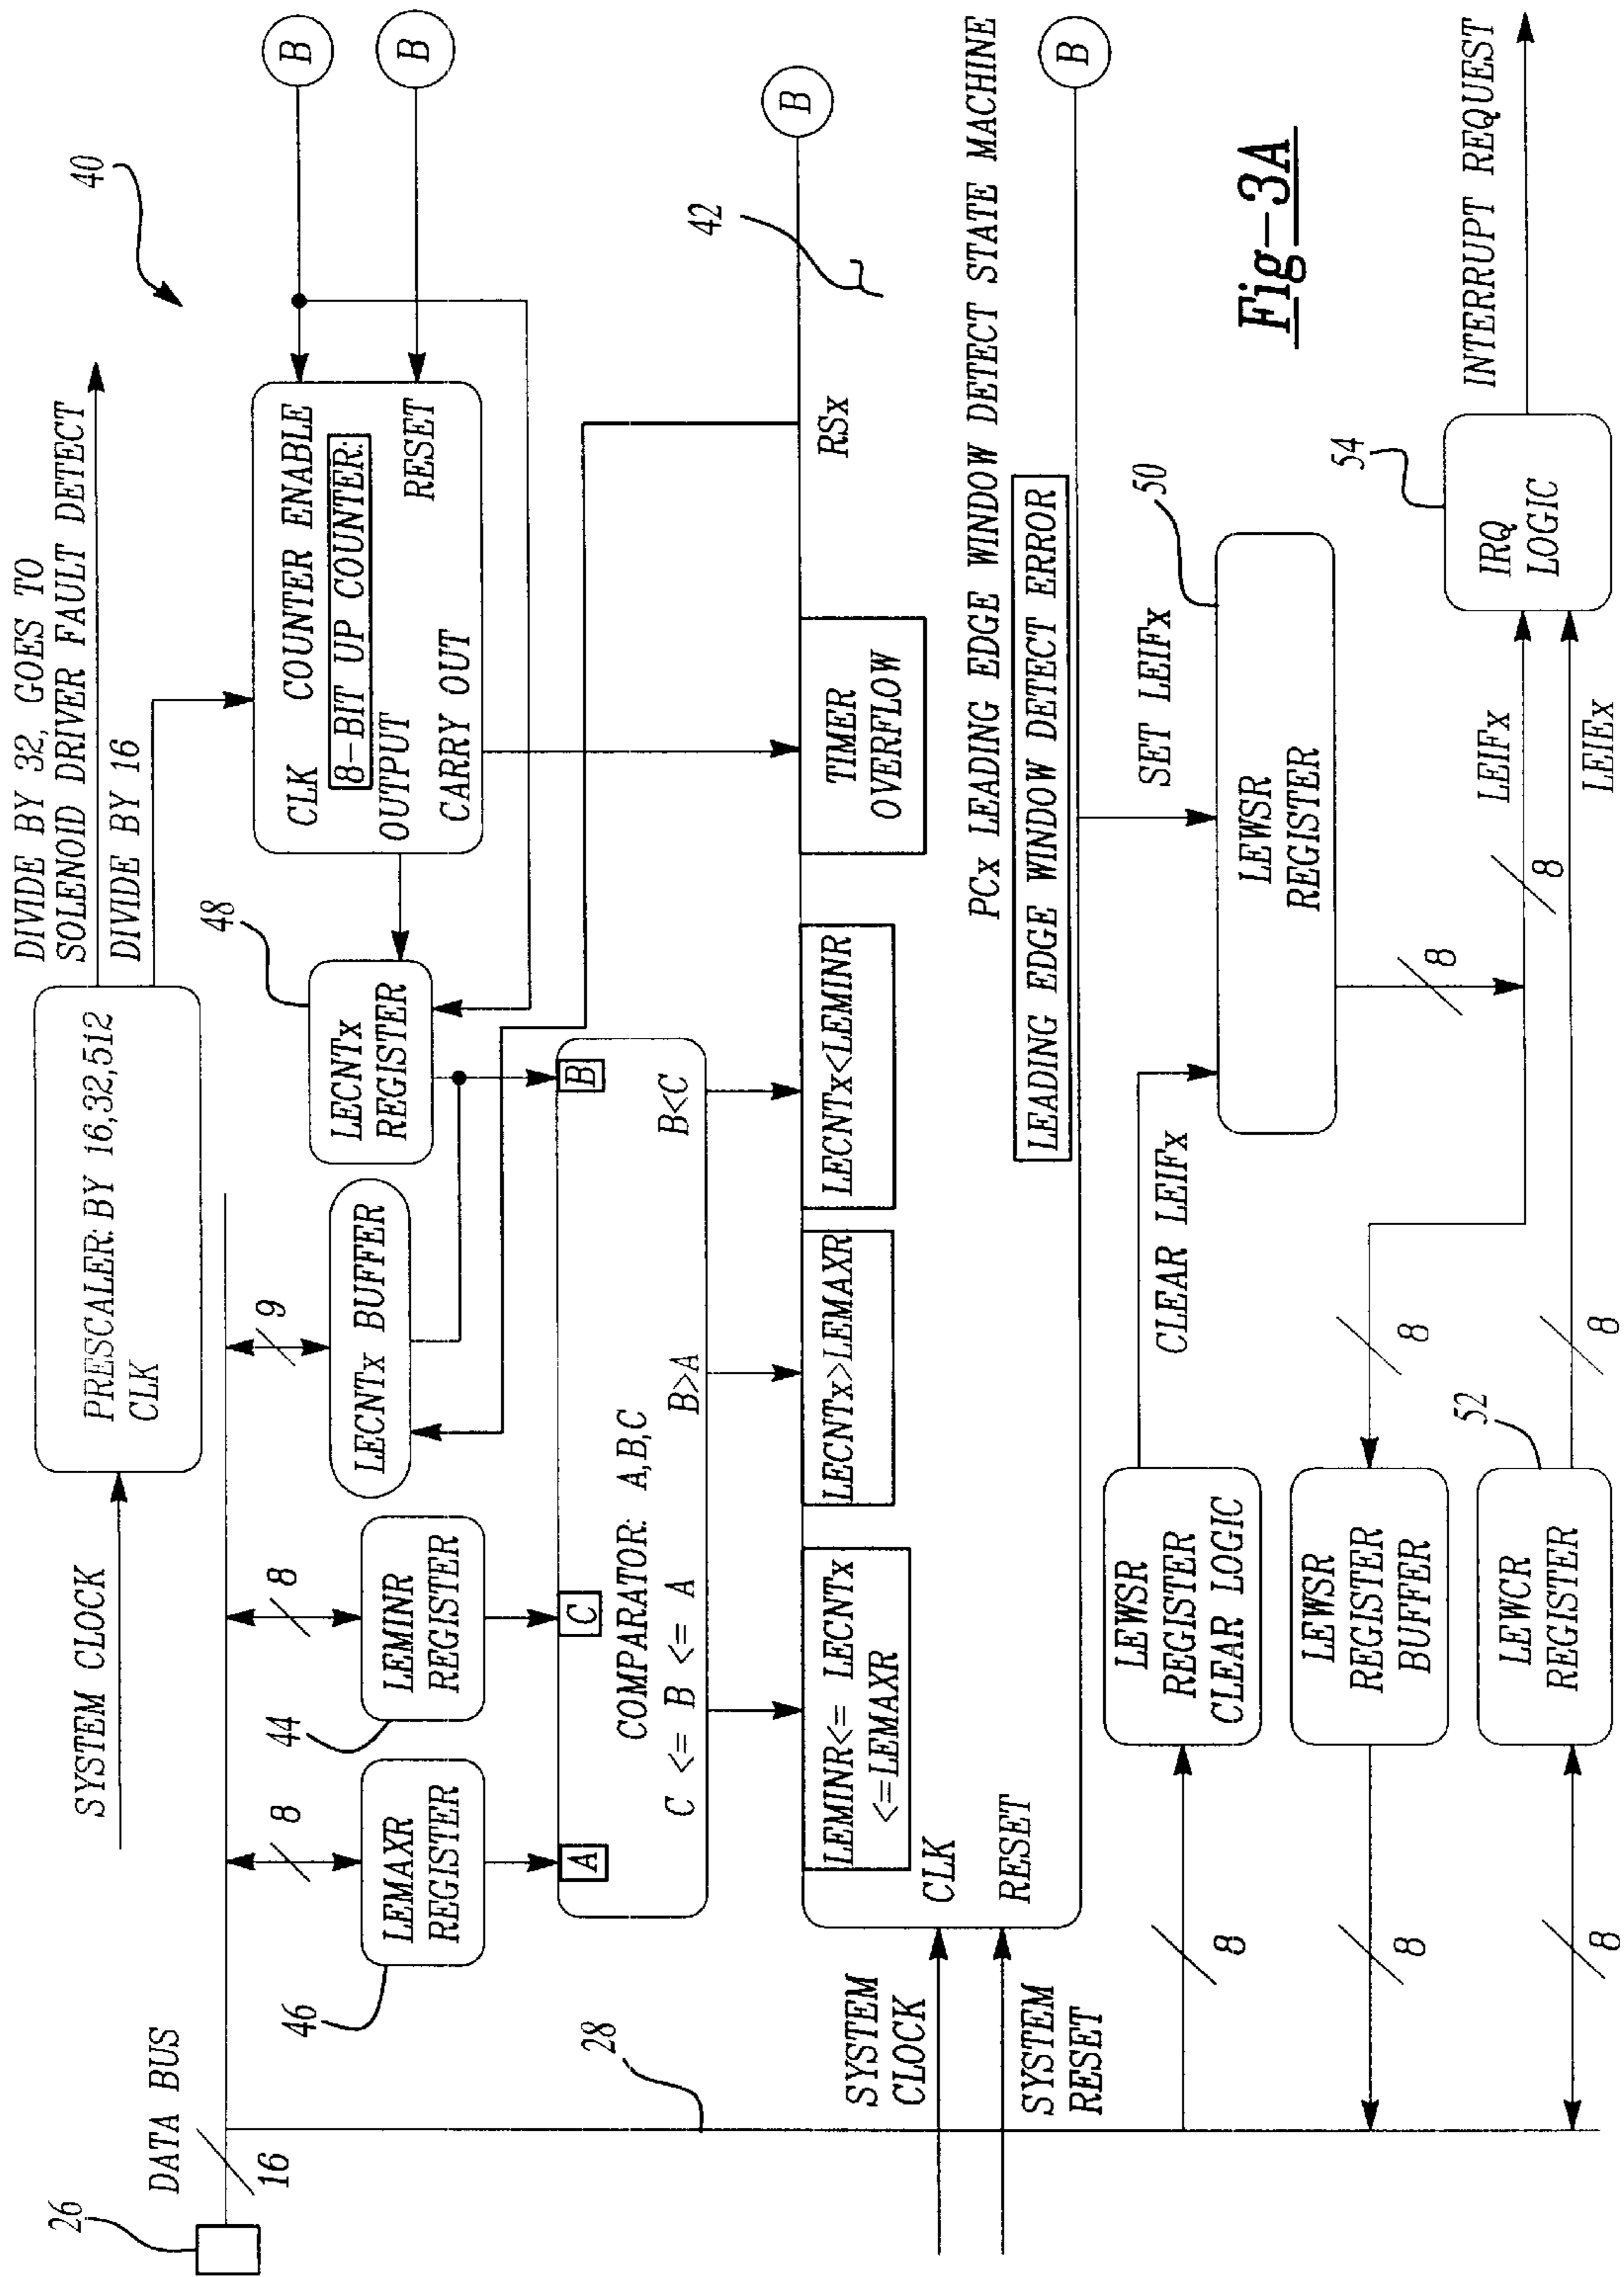 26
DATA BUS
16
28
SYSTEM CLOCK
PRESCALER: BY 16,32,512
CLK
DIVIDE BY 32, GOES TO
SOLENOID DRIVER FAULT DETECT
DIVIDE BY 16
40
46
8
LEMAXR
REGISTER
44
8
LEMINR
REGISTER
9
LECNTx BUFFER
48
LECNTx
REGISTER
CLK
COUNTER ENABLE
8-BIT UP COUNTER:
OUTPUT
RESET
CARRY OUT
B
B
A
C
B
COMPARATOR: A,B,C
C <= B <= A
B>A
B<C
B
42
RSx
LEMINR<= LECNTx
<=LEMAXR
LECNTx>LEMAXR
LECNTx<LEMINR
TIMER
OVERFLOW
SYSTEM
CLOCK
CLK
SYSTEM
RESET
RESET
PCx LEADING EDGE WINDOW DETECT STATE MACHINE
LEADING EDGE WINDOW DETECT ERROR
B
8
LEWSR
REGISTER
CLEAR LOGIC
CLEAR LEIFx
SET LEIFx
50
LEWSR
REGISTER
8
8
LEWSR
REGISTER
BUFFER
8
8
LEWCR
REGISTER
52
8
LEIFx
8
LEIEx
54
IRQ
LOGIC
INTERRUPT REQUEST
Fig-3A